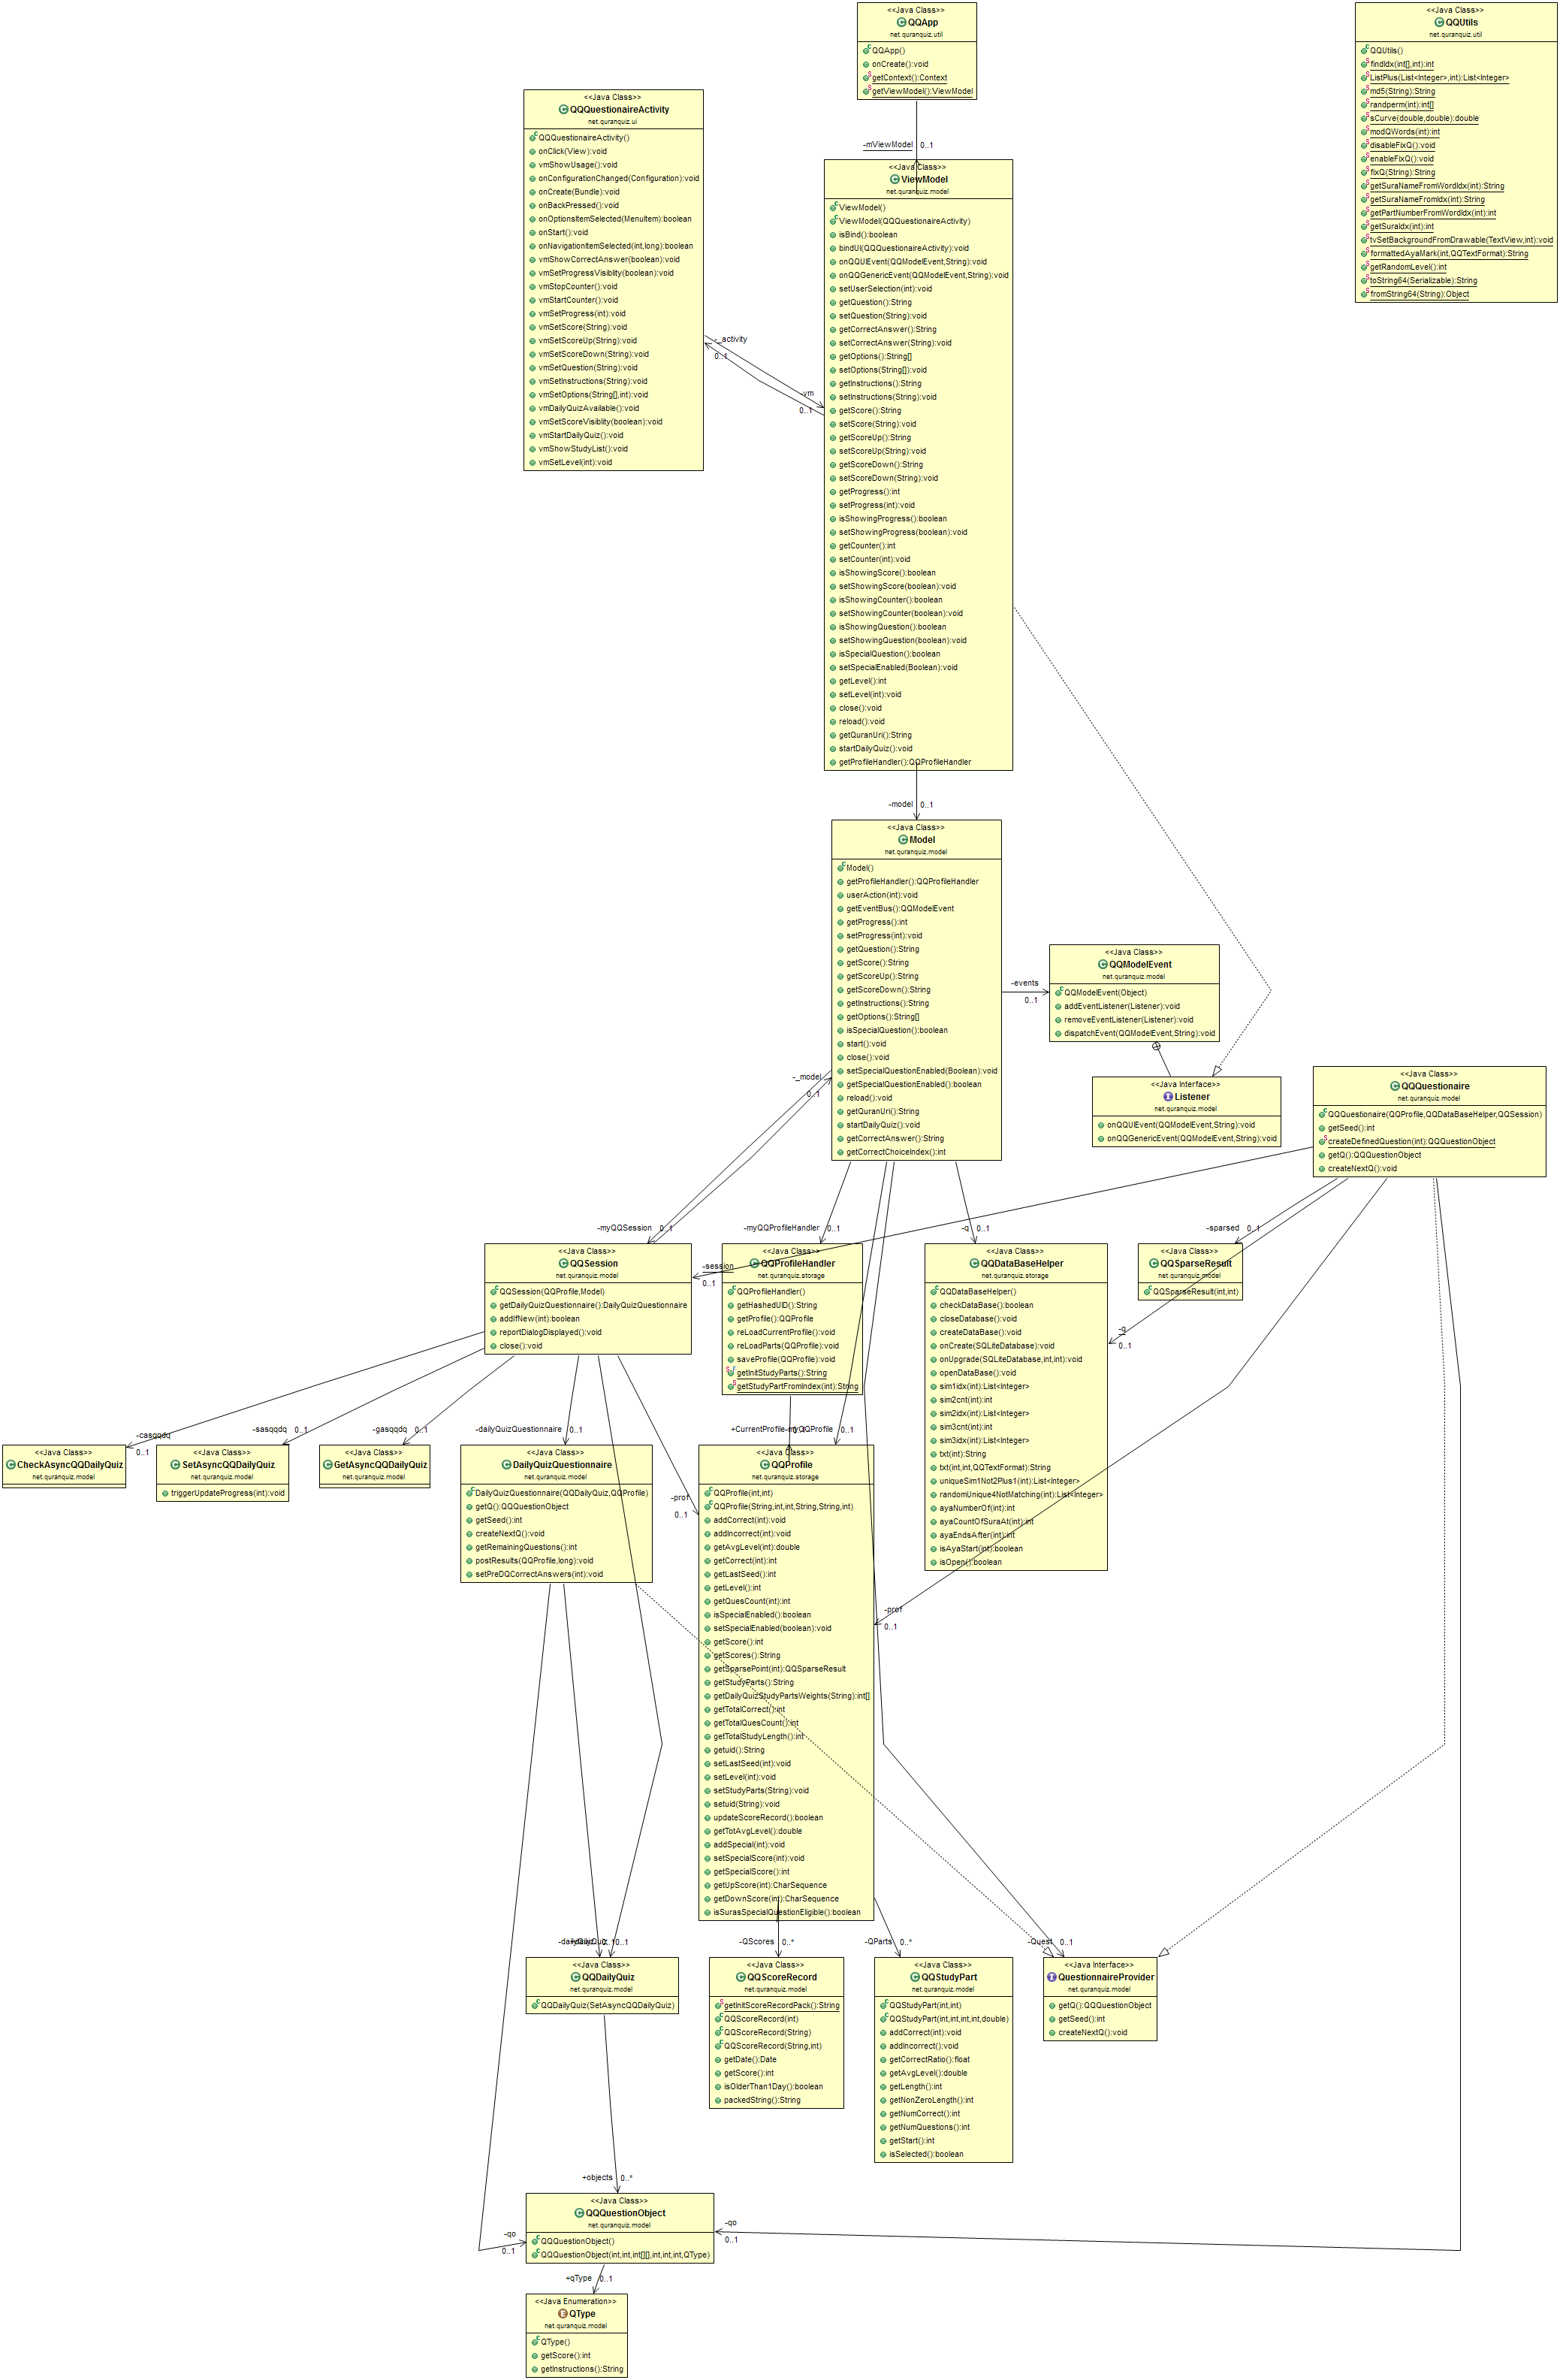 <<Java Class>>
QQApp
net.quranquiz.util
QQApp()
onCreate():void
getContext():Context
getViewModel():ViewModel
<<Java Class>>
QQUtils
net.quranquiz.util
QQUtils()
findIdx(int[],int):int
ListPlus(List<Integer>,int):List<Integer>
md5(String):String
randperm(int):int[]
sCurve(double,double):double
modQWords(int):int
disableFixQ():void
enableFixQ():void
fixQ(String):String
getSuraNameFromWordIdx(int):String
getSuraNameFromIdx(int):String
getPartNumberFromWordIdx(int):int
getSuraIdx(int):int
tvSetBackgroundFromDrawable(TextView,int):void
formattedAyaMark(int,QQTextFormat):String
getRandomLevel():int
toString64(Serializable):String
fromString64(String):Object
<<Java Class>>
QQQuestionaireActivity
net.quranquiz.ui
QQQuestionaireActivity()
onClick(View):void
vmShowUsage():void
onConfigurationChanged(Configuration):void
onCreate(Bundle):void
onBackPressed():void
onOptionsItemSelected(MenuItem):boolean
onStart():void
onNavigationItemSelected(int,long):boolean
vmShowCorrectAnswer(boolean):void
vmSetProgressVisiblity(boolean):void
vmStopCounter():void
vmStartCounter():void
vmSetProgress(int):void
vmSetScore(String):void
vmSetScoreUp(String):void
vmSetScoreDown(String):void
vmSetQuestion(String):void
vmSetInstructions(String):void
vmSetOptions(String[],int):void
vmDailyQuizAvailable():void
vmSetScoreVisiblity(boolean):void
vmStartDailyQuiz():void
vmShowStudyList():void
vmSetLevel(int):void
-mViewModel 0..1
-_activity
0..1
-vm
0..1
<<Java Class>>
ViewModel
net.quranquiz.model
ViewModel()
ViewModel(QQQuestionaireActivity)
isBind():boolean
bindUI(QQQuestionaireActivity):void
onQQUIEvent(QQModelEvent,String):void
onQQGenericEvent(QQModelEvent,String):void
setUserSelection(int):void
getQuestion():String
setQuestion(String):void
getCorrectAnswer():String
setCorrectAnswer(String):void
getOptions():String[]
setOptions(String[]):void
getInstructions():String
setInstructions(String):void
getScore():String
setScore(String):void
getScoreUp():String
setScoreUp(String):void
getScoreDown():String
setScoreDown(String):void
getProgress():int
setProgress(int):void
isShowingProgress():boolean
setShowingProgress(boolean):void
getCounter():int
setCounter(int):void
isShowingScore():boolean
setShowingScore(boolean):void
isShowingCounter():boolean
setShowingCounter(boolean):void
isShowingQuestion():boolean
setShowingQuestion(boolean):void
isSpecialQuestion():boolean
setSpecialEnabled(Boolean):void
getLevel():int
setLevel(int):void
close():void
reload():void
getQuranUri():String
startDailyQuiz():void
getProfileHandler():QQProfileHandler
-model 0..1
<<Java Class>>
Model
net.quranquiz.model
Model()
getProfileHandler():QQProfileHandler
userAction(int):void
getEventBus():QQModelEvent
getProgress():int
setProgress(int):void
getQuestion():String
getScore():String
getScoreUp():String
getScoreDown():String
getInstructions():String
getOptions():String[]
isSpecialQuestion():boolean
start():void
close():void
setSpecialQuestionEnabled(Boolean):void
getSpecialQuestionEnabled():boolean
reload():void
getQuranUri():String
startDailyQuiz():void
getCorrectAnswer():String
getCorrectChoiceIndex():int
-events
0..1
<<Java Class>>
QQModelEvent
net.quranquiz.model
QQModelEvent(Object)
addEventListener(Listener):void
removeEventListener(Listener):void
dispatchEvent(QQModelEvent,String):void
<<Java Interface>>
Listener
net.quranquiz.model
onQQUIEvent(QQModelEvent,String):void
onQQGenericEvent(QQModelEvent,String):void
<<Java Class>>
QQQuestionaire
net.quranquiz.model
QQQuestionaire(QQProfile,QQDataBaseHelper,QQSession)
getSeed():int
createDefinedQuestion(int):QQQuestionObject
getQ():QQQuestionObject
createNextQ():void
-_model
0..1
-myQQSession 0..1
-myQQProfileHandler 0..1
-q 0..1
-sparsed 0..1
<<Java Class>>
QQSession
net.quranquiz.model
QQSession(QQProfile,Model)
getDailyQuizQuestionnaire():DailyQuizQuestionnaire
addIfNew(int):boolean
reportDialogDisplayed():void
close():void
-session
0..1
<<Java Class>>
QQProfileHandler
net.quranquiz.storage
QQProfileHandler()
getHashedUID():String
getProfile():QQProfile
reLoadCurrentProfile():void
reLoadParts(QQProfile):void
saveProfile(QQProfile):void
getInitStudyParts():String
getStudyPartFromIndex(int):String
<<Java Class>>
QQDataBaseHelper
net.quranquiz.storage
QQDataBaseHelper()
checkDataBase():boolean
closeDatabase():void
createDataBase():void
onCreate(SQLiteDatabase):void
onUpgrade(SQLiteDatabase,int,int):void
openDataBase():void
sim1idx(int):List<Integer>
sim2cnt(int):int
sim2idx(int):List<Integer>
sim3cnt(int):int
sim3idx(int):List<Integer>
txt(int):String
txt(int,int,QQTextFormat):String
uniqueSim1Not2Plus1(int):List<Integer>
randomUnique4NotMatching(int):List<Integer>
ayaNumberOf(int):int
ayaCountOfSuraAt(int):int
ayaEndsAfter(int):int
isAyaStart(int):boolean
isOpen():boolean
<<Java Class>>
QQSparseResult
net.quranquiz.model
QQSparseResult(int,int)
-q
0..1
-casqqdq
0..1
-sasqqdq 0..1
-gasqqdq 0..1
-dailyQuizQuestionnaire 0..1
+CurrentProfile
-myQQProfile 0..1
<<Java Class>>
CheckAsyncQQDailyQuiz
net.quranquiz.model
<<Java Class>>
SetAsyncQQDailyQuiz
net.quranquiz.model
triggerUpdateProgress(int):void
<<Java Class>>
GetAsyncQQDailyQuiz
net.quranquiz.model
<<Java Class>>
DailyQuizQuestionnaire
net.quranquiz.model
DailyQuizQuestionnaire(QQDailyQuiz,QQProfile)
getQ():QQQuestionObject
getSeed():int
createNextQ():void
getRemainingQuestions():int
postResults(QQProfile,long):void
setPreDQCorrectAnswers(int):void
-prof
0..1
<<Java Class>>
QQProfile
net.quranquiz.storage
QQProfile(int,int)
QQProfile(String,int,int,String,String,int)
addCorrect(int):void
addIncorrect(int):void
getAvgLevel(int):double
getCorrect(int):int
getLastSeed():int
getLevel():int
getQuesCount(int):int
isSpecialEnabled():boolean
setSpecialEnabled(boolean):void
getScore():int
getScores():String
getSparsePoint(int):QQSparseResult
getStudyParts():String
getDailyQuizStudyPartsWeights(String):int[]
getTotalCorrect():int
getTotalQuesCount():int
getTotalStudyLength():int
getuid():String
setLastSeed(int):void
setLevel(int):void
setStudyParts(String):void
setuid(String):void
updateScoreRecord():boolean
getTotAvgLevel():double
addSpecial(int):void
setSpecialScore(int):void
getSpecialScore():int
getUpScore(int):CharSequence
getDownScore(int):CharSequence
isSurasSpecialQuestionEligible():boolean
-prof
0..1
-QScores 0..*
-QParts 0..*
-Quest 0..1
<<Java Class>>
QQDailyQuiz
net.quranquiz.model
QQDailyQuiz(SetAsyncQQDailyQuiz)
<<Java Class>>
QQScoreRecord
net.quranquiz.model
getInitScoreRecordPack():String
QQScoreRecord(int)
QQScoreRecord(String)
QQScoreRecord(String,int)
getDate():Date
getScore():int
isOlderThan1Day():boolean
packedString():String
<<Java Class>>
QQStudyPart
net.quranquiz.model
QQStudyPart(int,int)
QQStudyPart(int,int,int,int,double)
addCorrect(int):void
addIncorrect():void
getCorrectRatio():float
getAvgLevel():double
getLength():int
getNonZeroLength():int
getNumCorrect():int
getNumQuestions():int
getStart():int
isSelected():boolean
<<Java Interface>>
QuestionnaireProvider
net.quranquiz.model
getQ():QQQuestionObject
getSeed():int
createNextQ():void
+objects 0..*
<<Java Class>>
QQQuestionObject
net.quranquiz.model
QQQuestionObject()
QQQuestionObject(int,int,int[][],int,int,int,QType)
-qo
0..1
-qo
0..1
+qType 0..1
<<Java Enumeration>>
QType
net.quranquiz.model
QType()
getScore():int
getInstructions():String